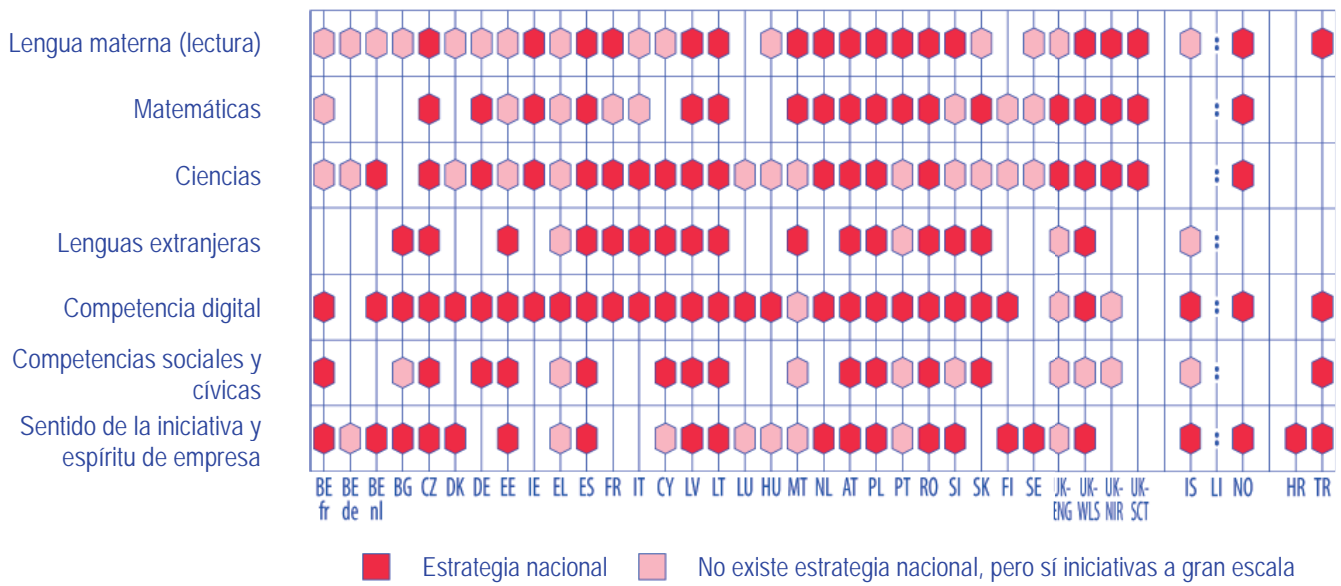 Lengua materna (lectura)
Matemáticas
Ciencias
Lenguas extranjeras
Competencia digital
Competencias sociales y
cívicas
Sentido de la iniciativa y
espíritu de empresa
BE BE BE BG CZ DK DE EE IE EL ES FR IT CY LV LT LU HU MT NL AT PL PT RO SI SK FI SE UK- UK- UK- UK- IS LI NO HR TR
fr de nl ENG WLS NIR SCT
Estrategia nacional No existe estrategia nacional, pero sí iniciativas a gran escala